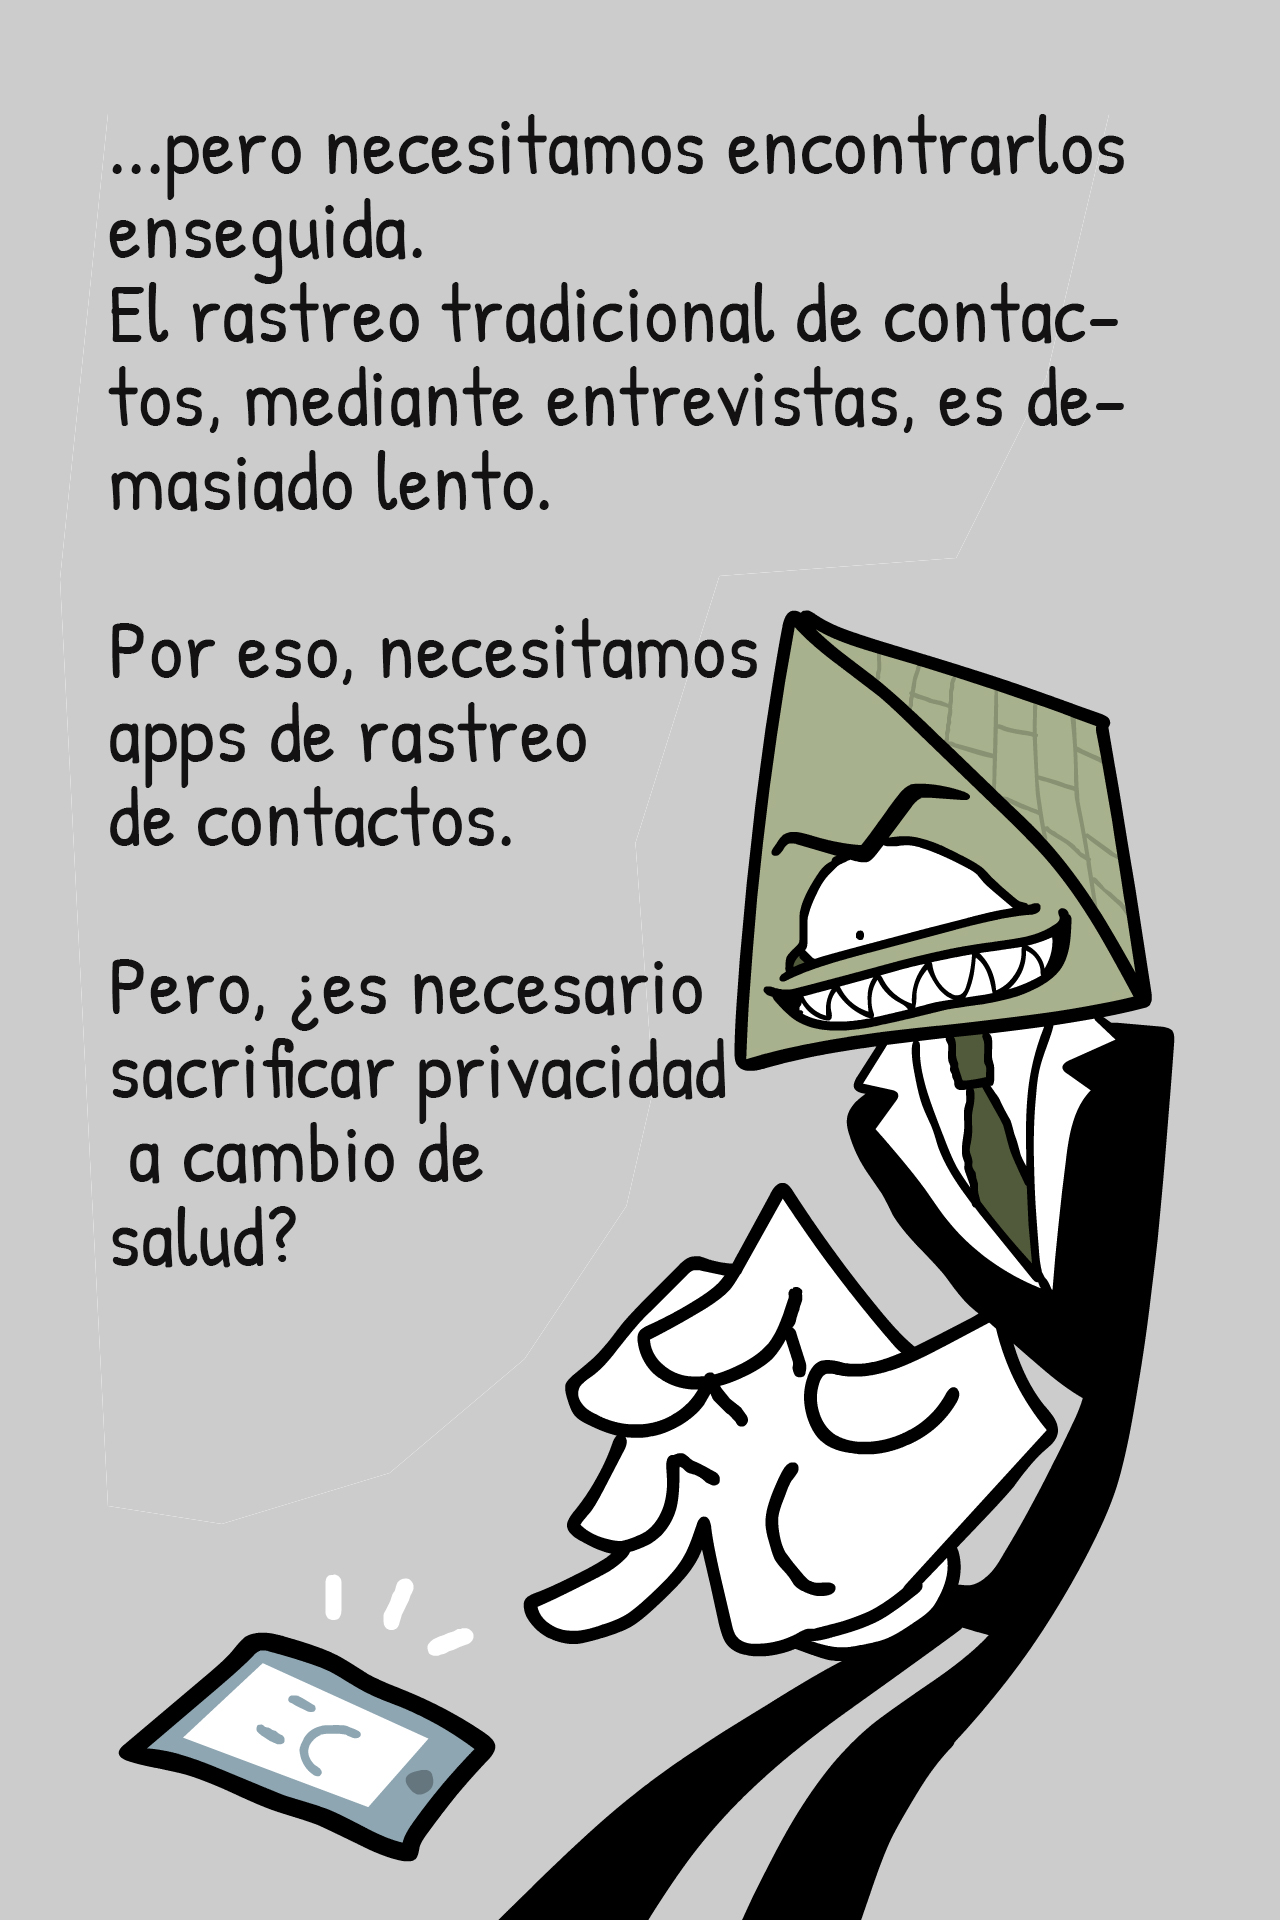 ...pero necesitamos encontrarlos
enseguida.
El rastreo tradicional de contac-
tos, mediante entrevistas, es de-
masiado lento.
Por eso, necesitamos
apps de rastreo
de contactos.
Pero, ¿es necesario
sacrificar privacidad
a cambio de
salud?